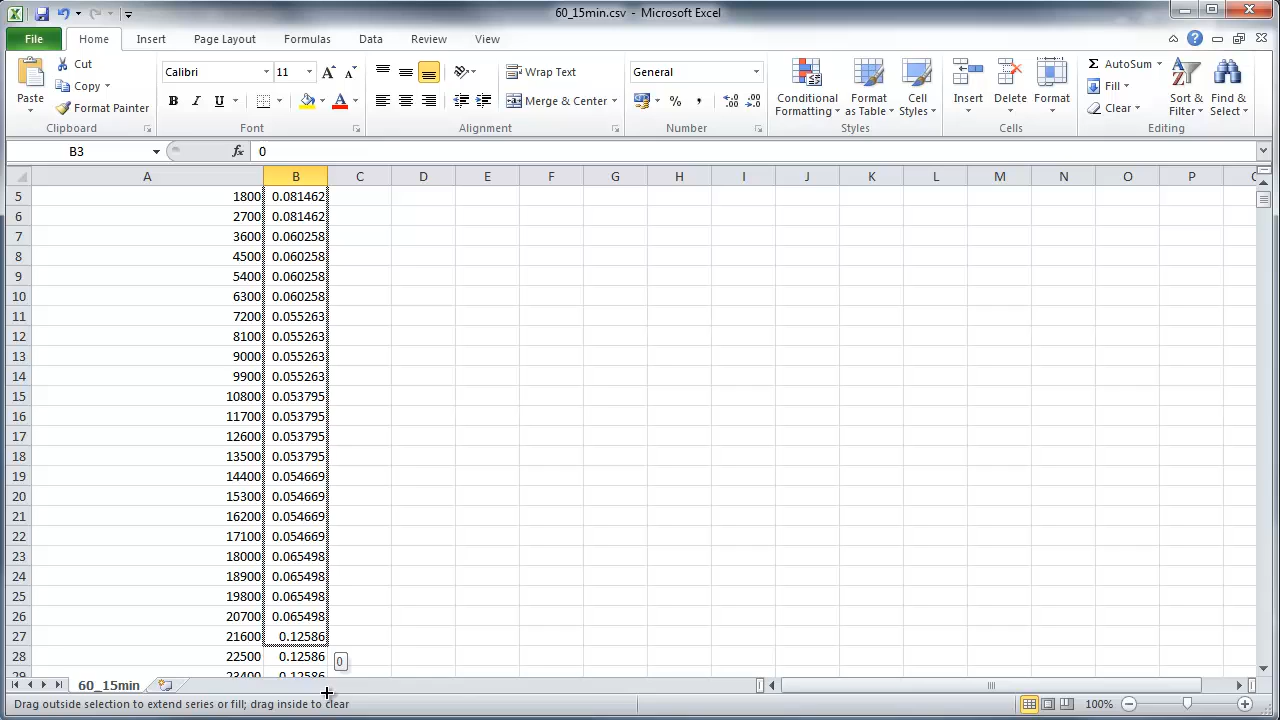 60_15min.csv - Microsoft Excel
File Home Insert Page Layout Formulas Data Review View
Paste Cut Calibri 11 Wrap Text General Conditional Formatting Format as Table Cell Styles Insert Delete Format AutoSum Sort & Filter Find & Select
Copy Fill
Format Painter B I U Merge & Center % , Clear
Clipboard Font Alignment Number Styles Cells Editing
B3 fx 0
A B C D E F G H I J K L M N O P
5 1800 0.081462
6 2700 0.081462
7 3600 0.060258
8 4500 0.060258
9 5400 0.060258
10 6300 0.060258
11 7200 0.055263
12 8100 0.055263
13 9000 0.055263
14 9900 0.055263
15 10800 0.053795
16 11700 0.053795
17 12600 0.053795
18 13500 0.053795
19 14400 0.054669
20 15300 0.054669
21 16200 0.054669
22 17100 0.054669
23 18000 0.065498
24 18900 0.065498
25 19800 0.065498
26 20700 0.065498
27 21600 0.12586
28 22500 0.12586 0
29 23400 0.12586
60_15min
Drag outside selection to extend series or fill; drag inside to clear 100%